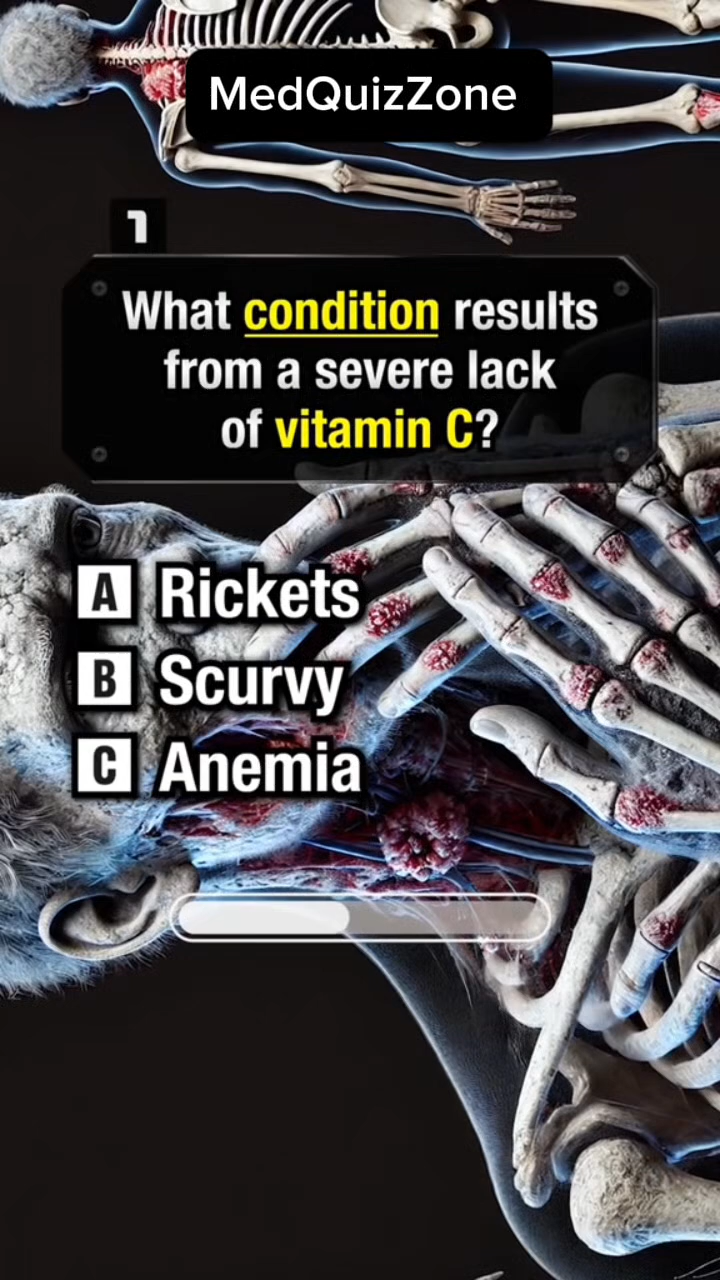 MedQuizZone
1
What condition results
from a severe lack
of vitamin C?
A Rickets
B Scurvy
C Anemia